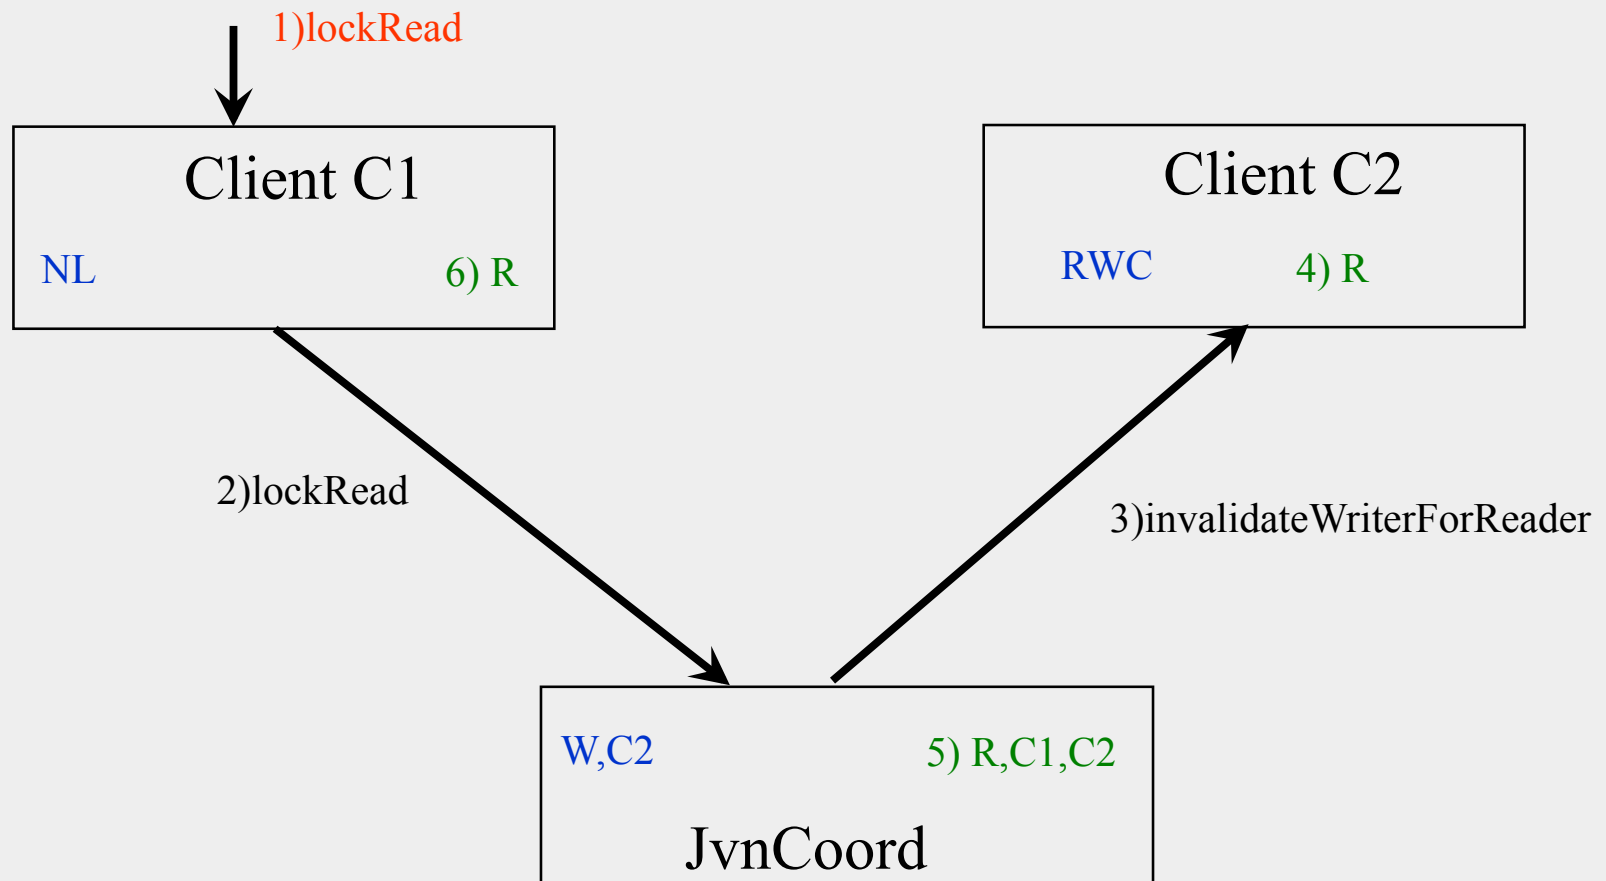 1)lockRead
Client C1
NL 6) R
Client C2
RWC 4) R
2)lockRead
3)invalidateWriterForReader
W,C2 5) R,C1,C2
JvnCoord